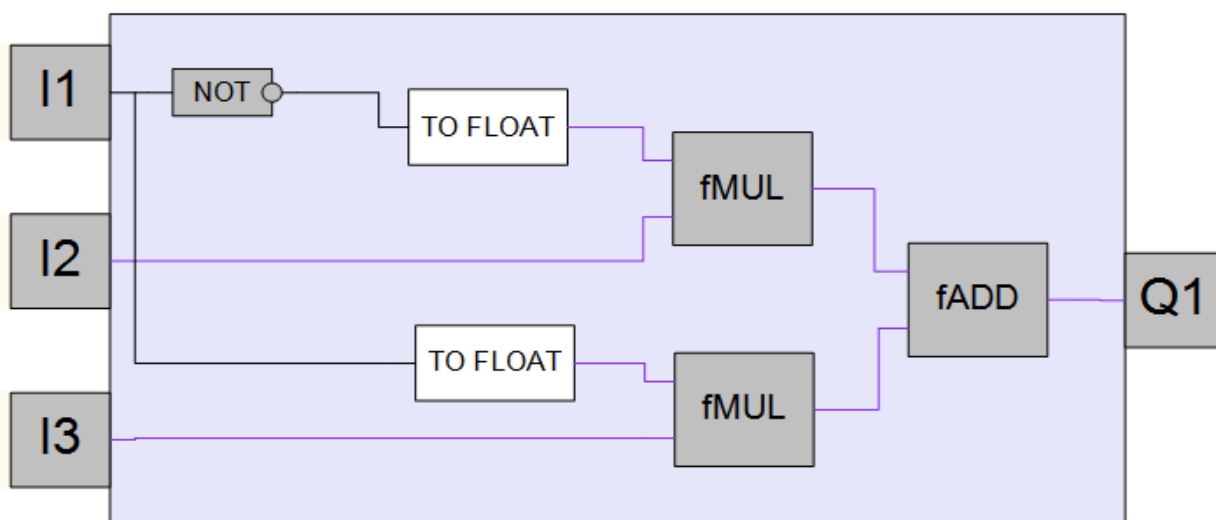 I1
NOT
TO FLOAT
fMUL
I2
fADD
Q1
TO FLOAT
fMUL
I3